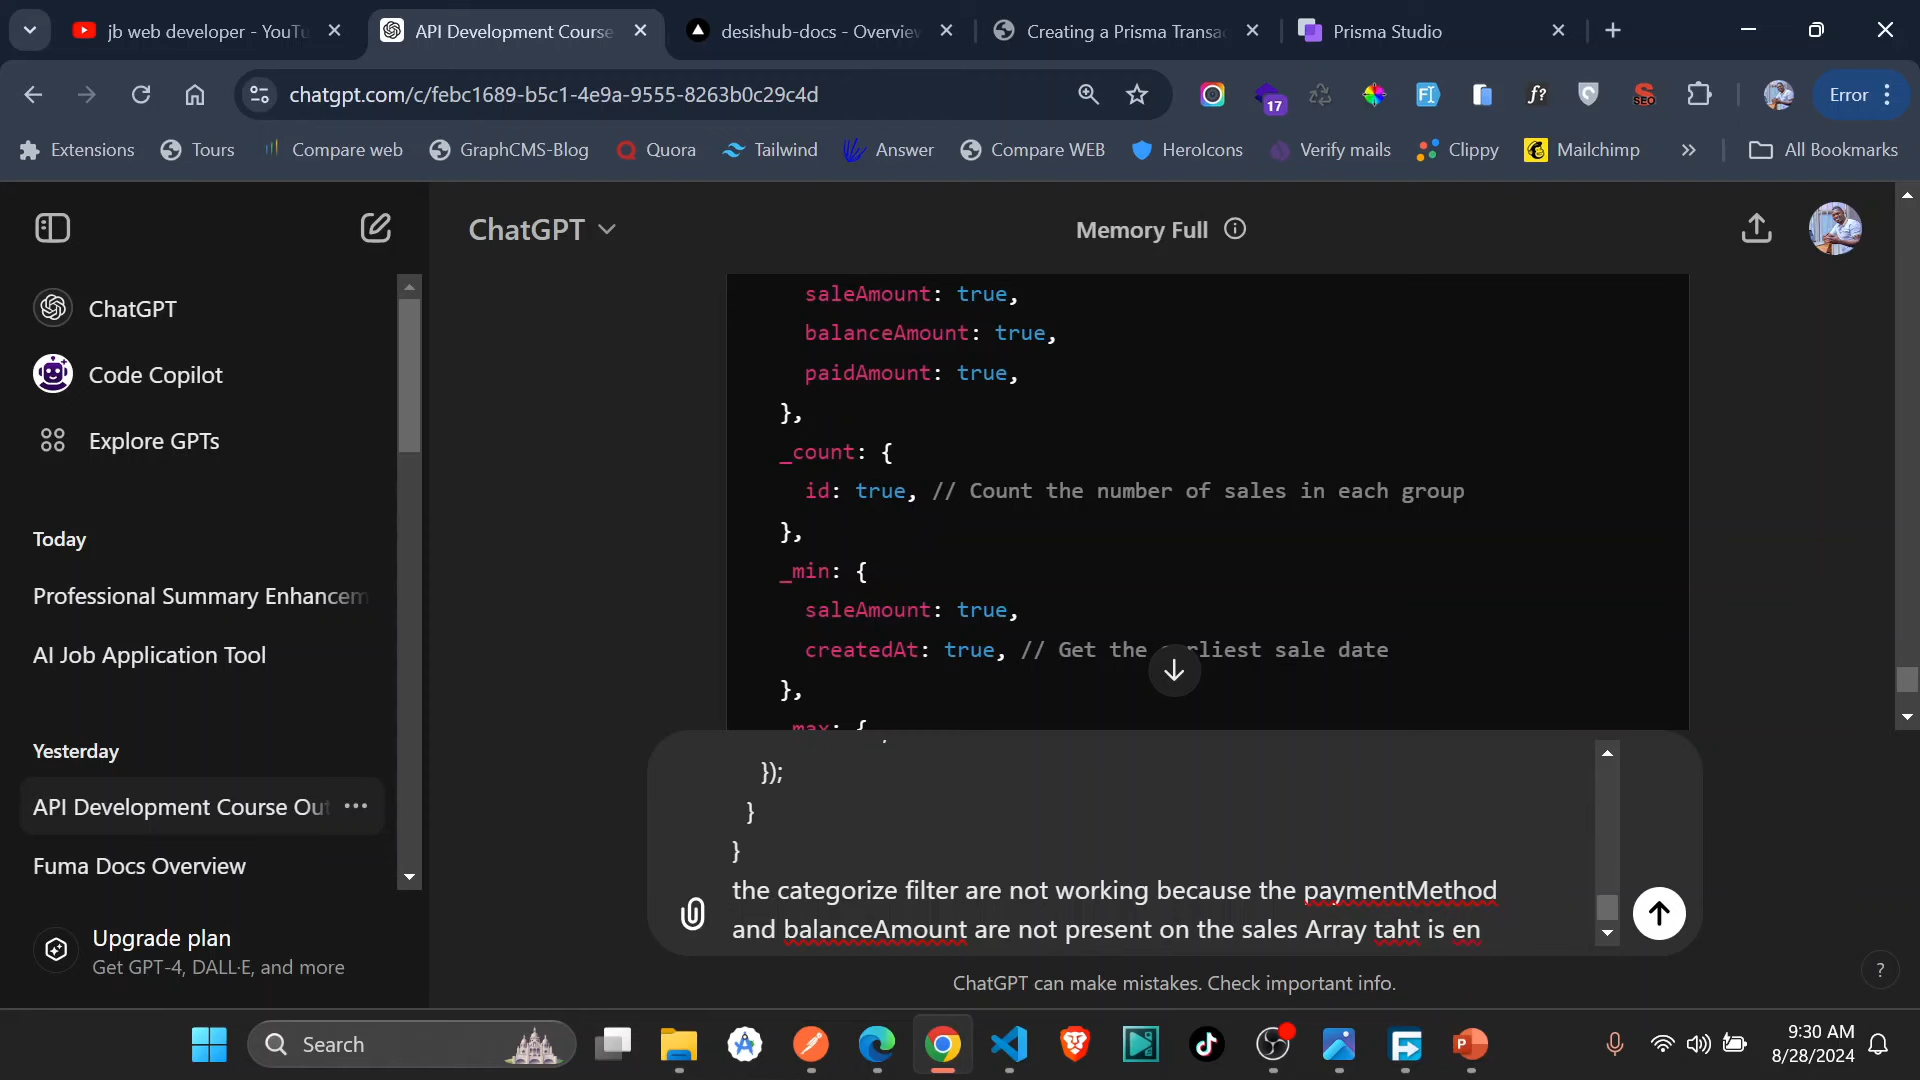 jb web developer - YouTu
API Development Course
desishub-docs - Overview
Creating a Prisma Transa
Prisma Studio
chatgpt.com/c/febc1689-b5c1-4e9a-9555-8263b0c29c4d
17
f?
SEO
Error
Extensions
Tours
Compare web
GraphCMS-Blog
Quora
Tailwind
Answer
Compare WEB
HeroIcons
Verify mails
Clippy
Mailchimp
»
All Bookmarks
ChatGPT
Memory Full
ChatGPT
Code Copilot
Explore GPTs
Today
Professional Summary Enhancem
AI Job Application Tool
Yesterday
API Development Course Out
Fuma Docs Overview
Upgrade plan
Get GPT-4, DALL·E, and more
saleAmount: true,
balanceAmount: true,
paidAmount: true,
},
_count: {
id: true, // Count the number of sales in each group
},
_min: {
saleAmount: true,
createdAt: true, // Get the earliest sale date
},
_max: {
});
}
}
the categorize filter are not working because the paymentMethod
and balanceAmount are not present on the sales Array taht is en
ChatGPT can make mistakes. Check important info.
?
Search
9:30 AM
8/28/2024